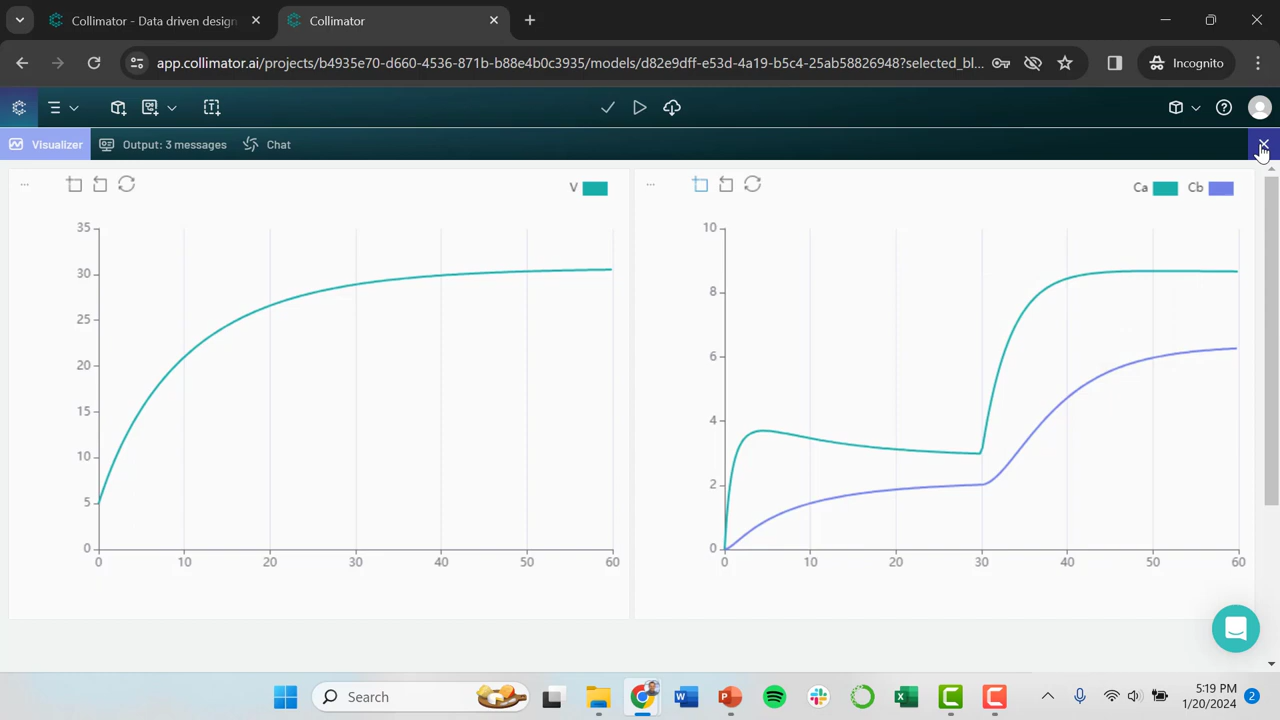 Collimator - Data driven design
Collimator
app.collimator.ai/projects/b4935e70-d660-4536-871b-b88e4b0c3935/models/d82e9dff-e53d-4a19-b5c4-25ab58826948?selected_bl...
Incognito
Visualizer
Output: 3 messages
Chat
V
35
30
25
20
15
10
5
0
0 10 20 30 40 50 60
Ca Cb
10
8
6
4
2
0
0 10 20 30 40 50 60
Search
5:19 PM
1/20/2024
2